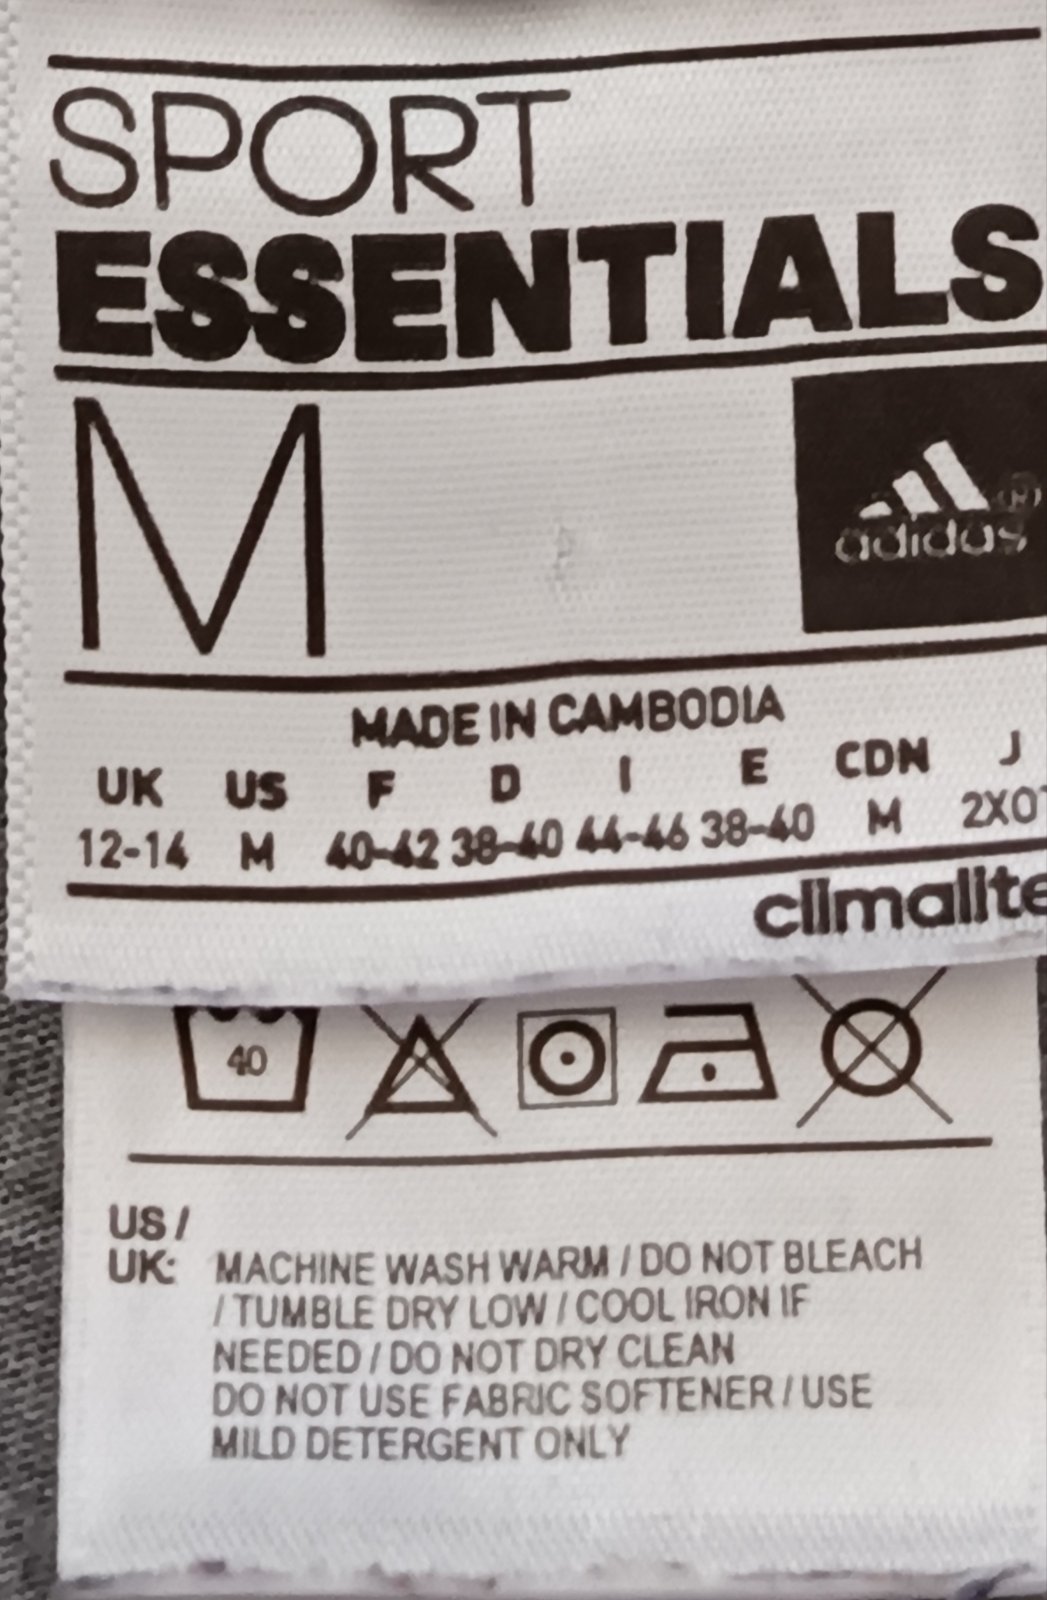 SPORT
ESSENTIALS
M
®
adidas
MADE IN CAMBODIA
UK US F D I E CDN J
12-14 M 40-42 38-40 44-46 38-40 M
climalite
40
US /
UK: MACHINE WASH WARM / DO NOT BLEACH
/ TUMBLE DRY LOW / COOL IRON IF
NEEDED / DO NOT DRY CLEAN
DO NOT USE FABRIC SOFTENER / USE
MILD DETERGENT ONLY